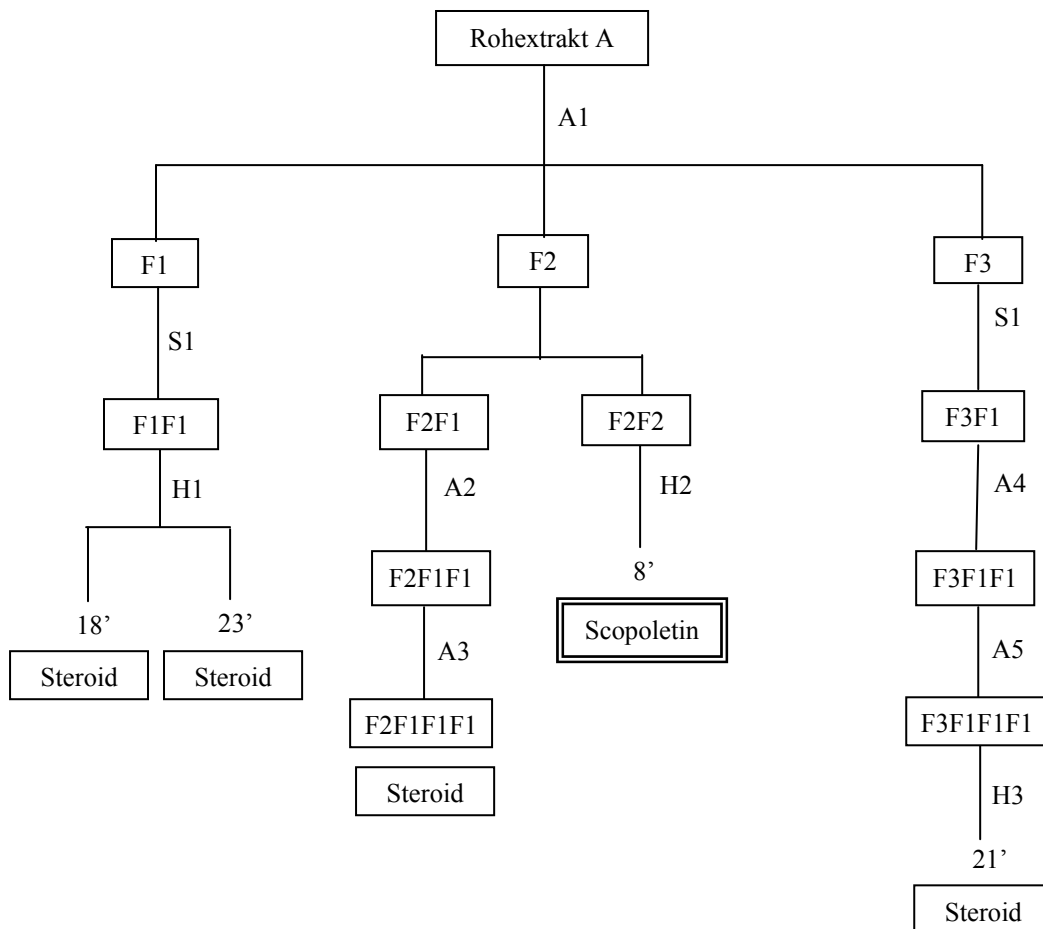 Rohextrakt A
A1
F1
F2
F3
S1
S1
F1F1
F2F1
F2F2
F3F1
H1
A2
H2
A4
F2F1F1
8’
F3F1F1
18’
23’
Scopoletin
Steroid
Steroid
A3
A5
F2F1F1F1
F3F1F1F1
Steroid
H3
21’
Steroid